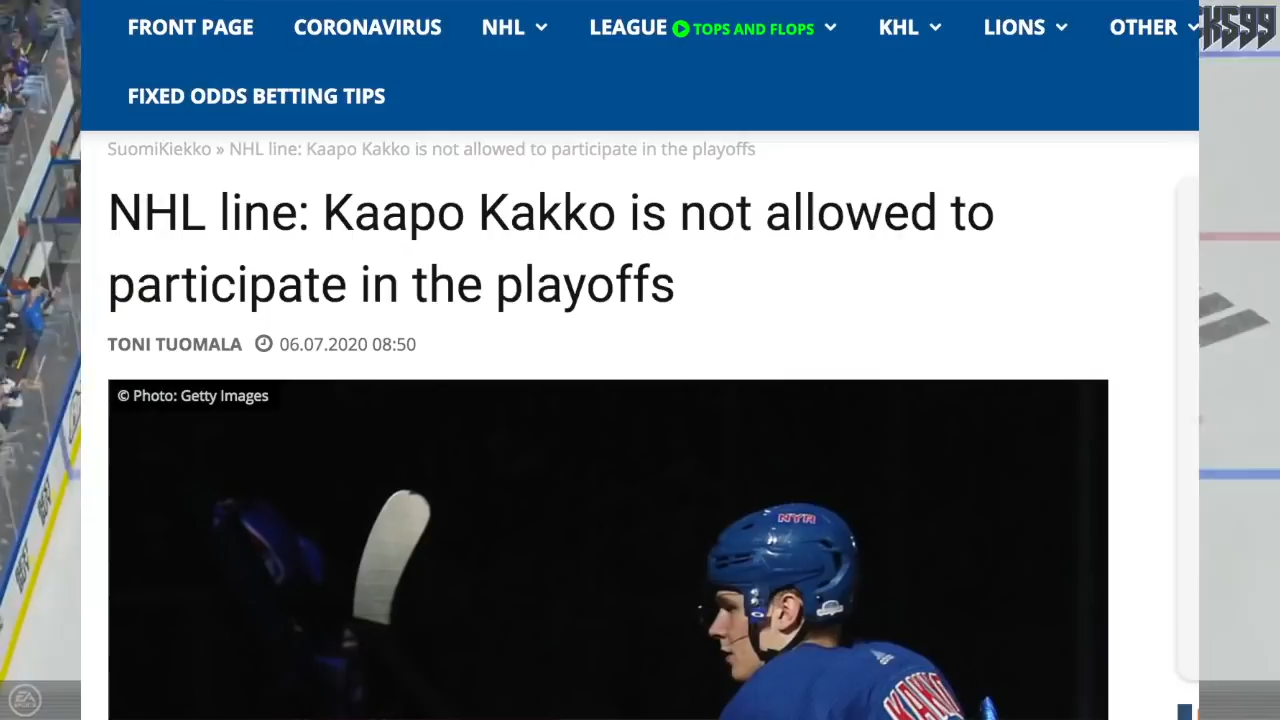 FRONT PAGE CORONAVIRUS NHL LEAGUE TOPS AND FLOPS KHL LIONS OTHER
KS99
FIXED ODDS BETTING TIPS
SuomiKiekko » NHL line: Kaapo Kakko is not allowed to participate in the playoffs
NHL line: Kaapo Kakko is not allowed to
participate in the playoffs
TONI TUOMALA 06.07.2020 08:50
© Photo: Getty Images
NYR
EA